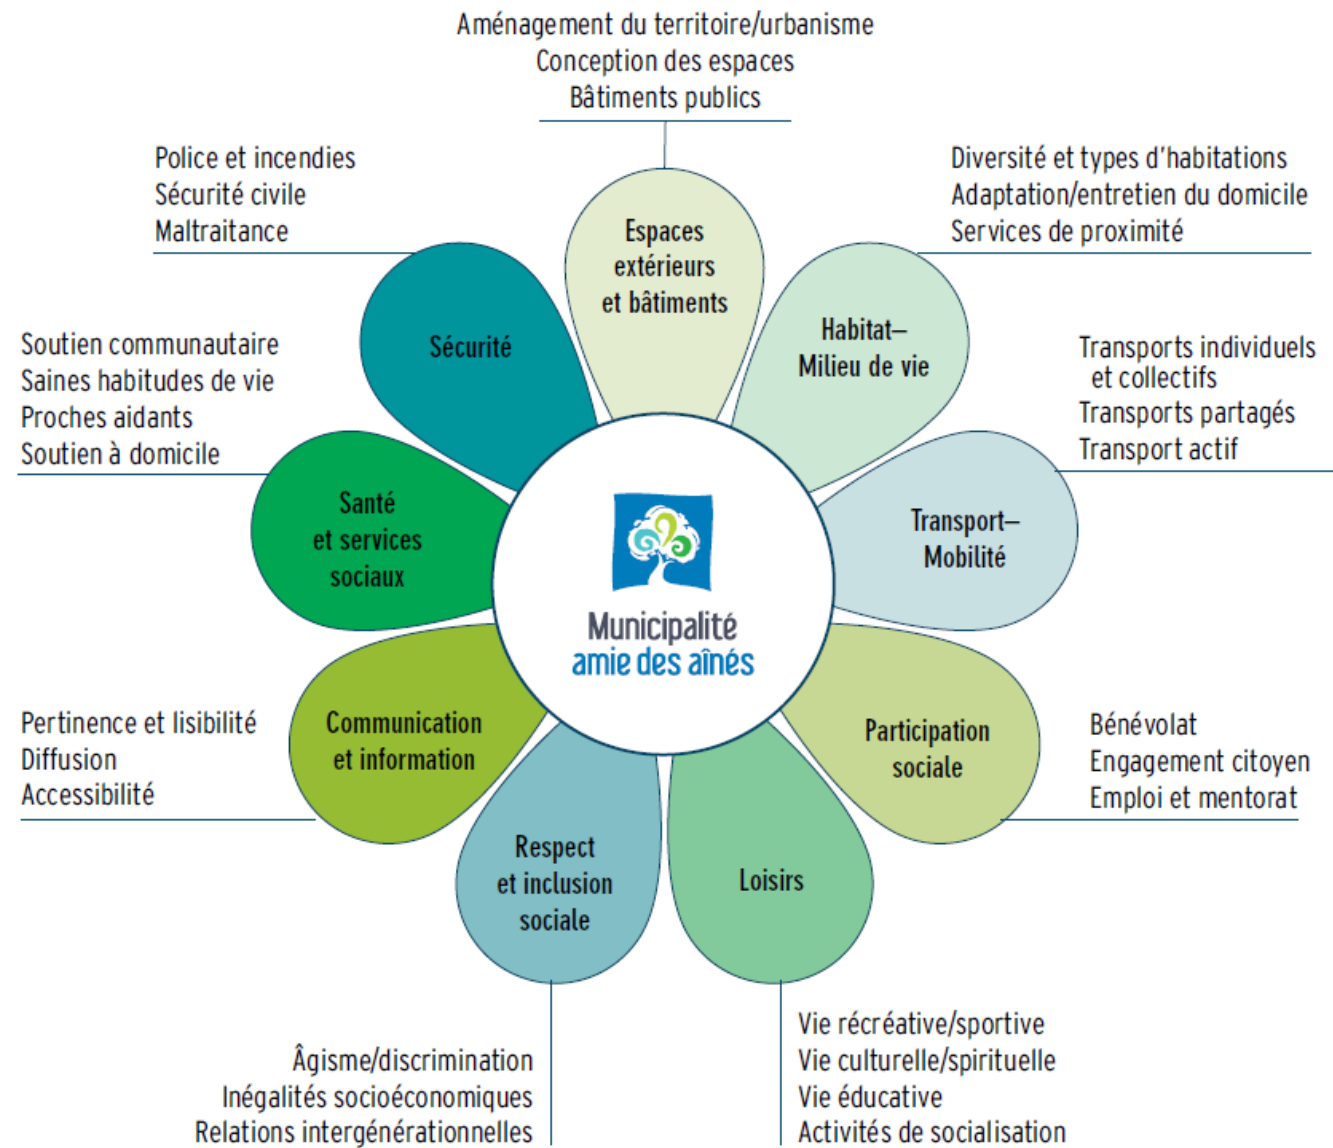 Aménagement du territoire/urbanisme
Conception des espaces
Bâtiments publics
Police et incendies
Sécurité civile
Maltraitance
Diversité et types d'habitations
Adaptation/entretien du domicile
Services de proximité
Espaces
extérieurs
et bâtiments
Sécurité
Habitat–
Milieu de vie
Soutien communautaire
Saines habitudes de vie
Proches aidants
Soutien à domicile
Transports individuels
et collectifs
Transports partagés
Transport actif
Santé
et services
sociaux
Transport–
Mobilité
Municipalité
amie des aînés
Pertinence et lisibilité
Diffusion
Accessibilité
Communication
et information
Participation
sociale
Bénévolat
Engagement citoyen
Emploi et mentorat
Respect
et inclusion
sociale
Loisirs
Âgisme/discrimination
Inégalités socioéconomiques
Relations intergénérationnelles
Vie récréative/sportive
Vie culturelle/spirituelle
Vie éducative
Activités de socialisation